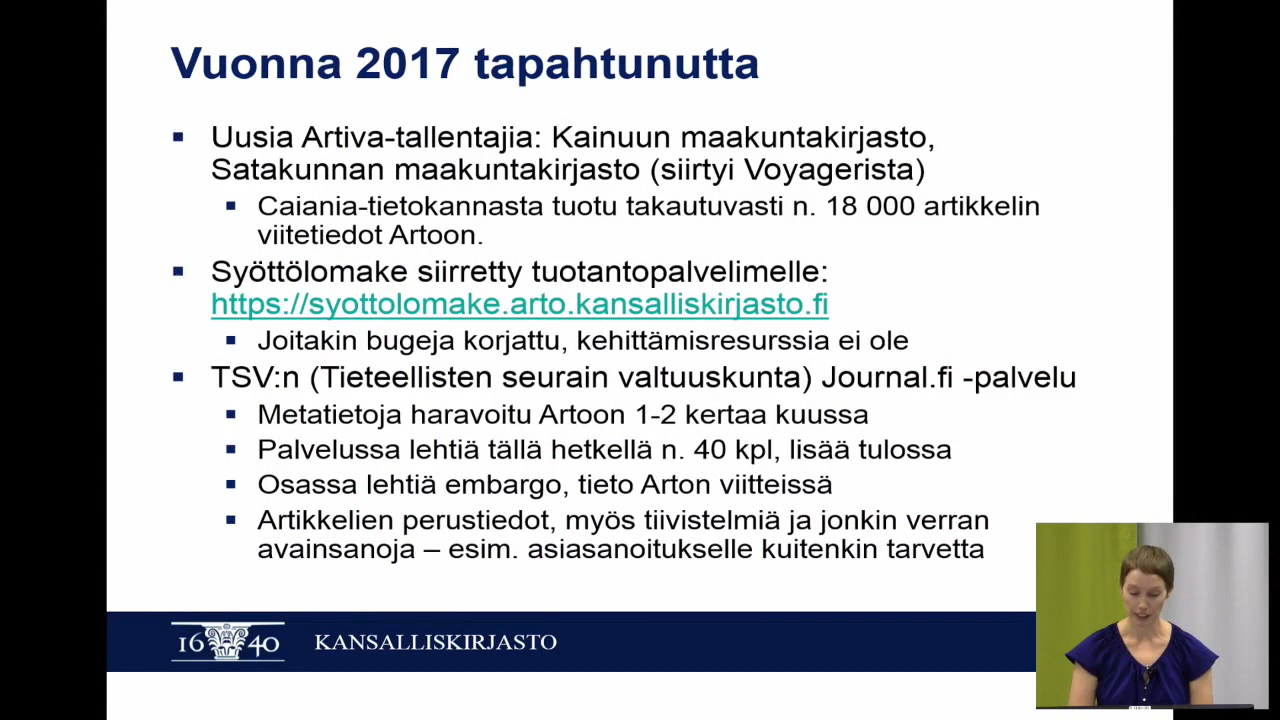 Vuonna 2017 tapahtunutta
Uusia Artiva-tallentajia: Kainuun maakuntakirjasto,
Satakunnan maakuntakirjasto (siirtyi Voyagerista)
Caiania-tietokannasta tuotu takautuvasti n. 18 000 artikkelin
viitetiedot Artoon.
Syöttölomake siirretty tuotantopalvelimelle:
https://syottolomake.arto.kansalliskirjasto.fi
Joitakin bugeja korjattu, kehittämisresurssia ei ole
TSV:n (Tieteellisten seurain valtuuskunta) Journal.fi -palvelu
Metatietoja haravoitu Artoon 1-2 kertaa kuussa
Palvelussa lehtiä tällä hetkellä n. 40 kpl, lisää tulossa
Osassa lehtiä embargo, tieto Arton viitteissä
Artikkelien perustiedot, myös tiivistelmiä ja jonkin verran
avainsanoja – esim. asiasanoitukselle kuitenkin tarvetta
1640 KANSALLISKIRJASTO